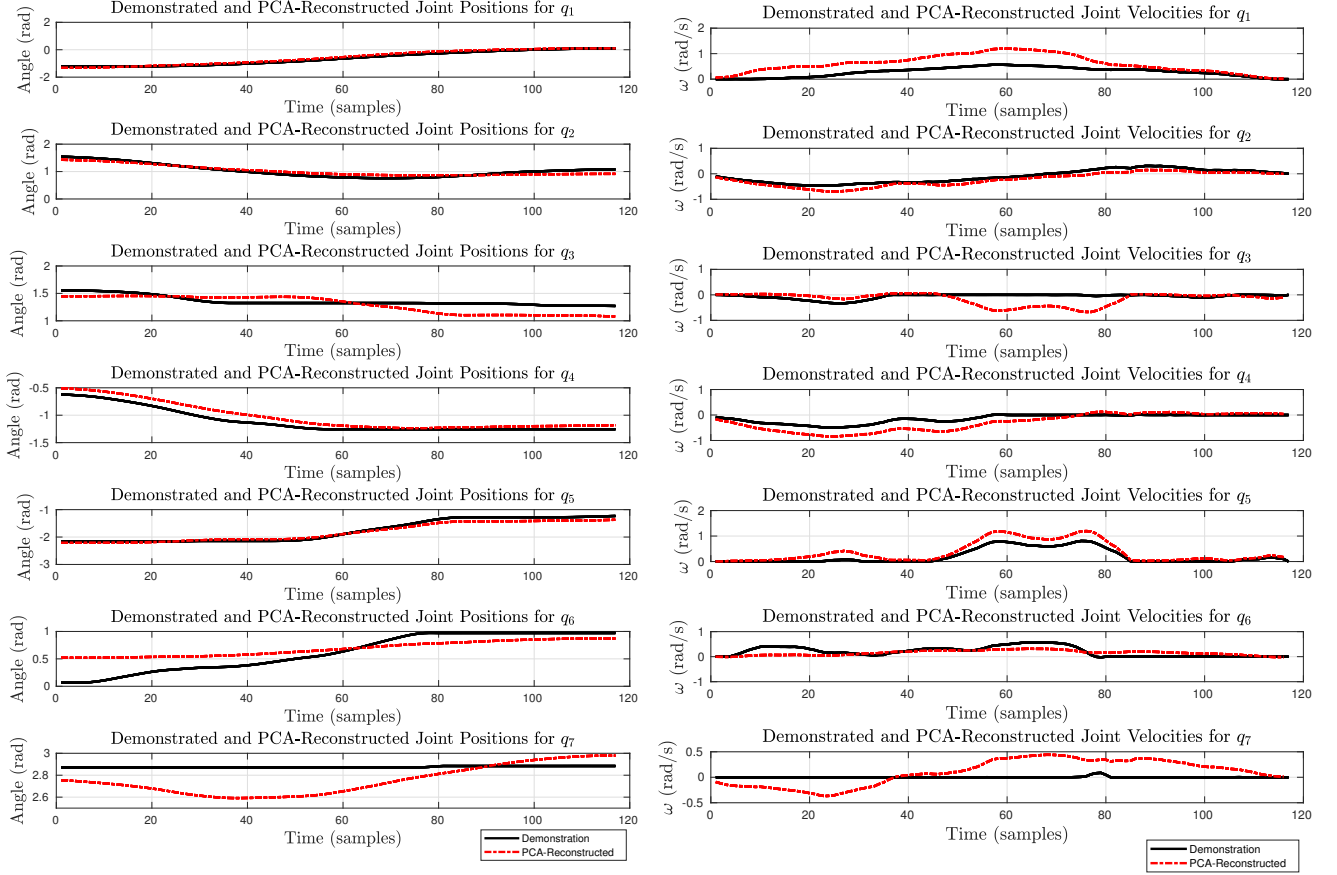 Demonstrated and PCA-Reconstructed Joint Positions for q1
Angle (rad)
2
0
-2
0 20 40 60 80 100 120
Time (samples)
Demonstrated and PCA-Reconstructed Joint Positions for q2
Angle (rad)
2
1
0
0 20 40 60 80 100 120
Time (samples)
Demonstrated and PCA-Reconstructed Joint Positions for q3
Angle (rad)
2
1.5
1
0 20 40 60 80 100 120
Time (samples)
Demonstrated and PCA-Reconstructed Joint Positions for q4
Angle (rad)
-0.5
-1
-1.5
0 20 40 60 80 100 120
Time (samples)
Demonstrated and PCA-Reconstructed Joint Positions for q5
Angle (rad)
-1
-2
-3
0 20 40 60 80 100 120
Time (samples)
Demonstrated and PCA-Reconstructed Joint Positions for q6
Angle (rad)
1
0.5
0
0 20 40 60 80 100 120
Time (samples)
Demonstrated and PCA-Reconstructed Joint Positions for q7
Angle (rad)
3
2.8
2.6
0 20 40 60 80 100 120
Time (samples)
Demonstration
PCA-Reconstructed
Demonstrated and PCA-Reconstructed Joint Velocities for q1
ω (rad/s)
2
1
0
0 20 40 60 80 100 120
Time (samples)
Demonstrated and PCA-Reconstructed Joint Velocities for q2
ω (rad/s)
1
0
-1
0 20 40 60 80 100 120
Time (samples)
Demonstrated and PCA-Reconstructed Joint Velocities for q3
ω (rad/s)
1
0
-1
0 20 40 60 80 100 120
Time (samples)
Demonstrated and PCA-Reconstructed Joint Velocities for q4
ω (rad/s)
1
0
-1
0 20 40 60 80 100 120
Time (samples)
Demonstrated and PCA-Reconstructed Joint Velocities for q5
ω (rad/s)
2
1
0
0 20 40 60 80 100 120
Time (samples)
Demonstrated and PCA-Reconstructed Joint Velocities for q6
ω (rad/s)
1
0
-1
0 20 40 60 80 100 120
Time (samples)
Demonstrated and PCA-Reconstructed Joint Velocities for q7
ω (rad/s)
0.5
0
-0.5
0 20 40 60 80 100 120
Time (samples)
Demonstration
PCA-Reconstructed